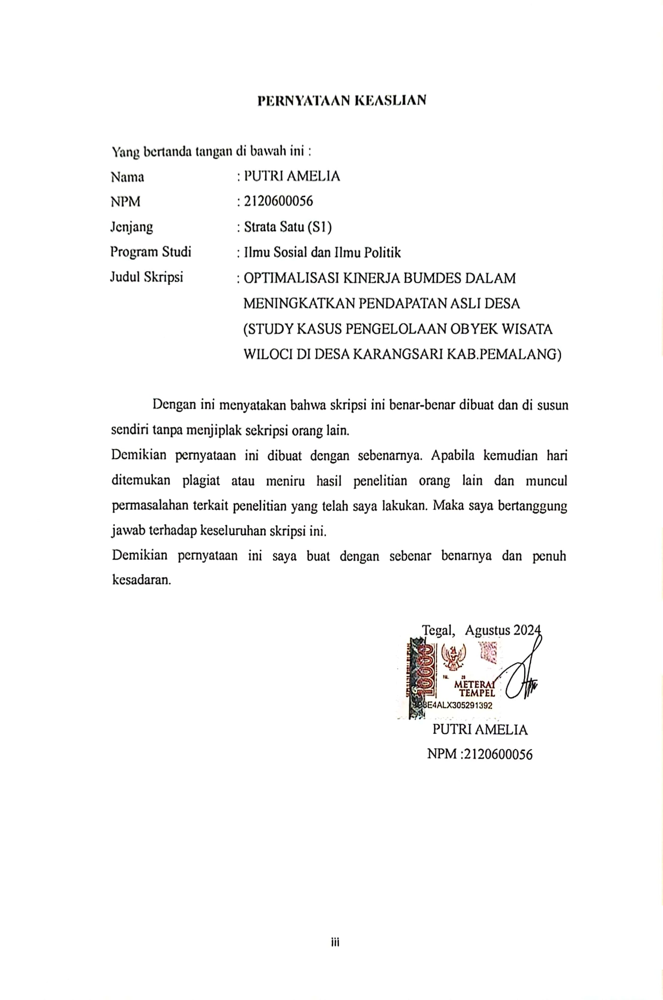 PERNYATAAN KEASLIAN
Yang bertanda tangan di bawah ini :
Nama : PUTRI AMELIA
NPM : 2120600056
Jenjang : Strata Satu (S1)
Program Studi : Ilmu Sosial dan Ilmu Politik
Judul Skripsi : OPTIMALISASI KINERJA BUMDES DALAM
MENINGKATKAN PENDAPATAN ASLI DESA
(STUDY KASUS PENGELOLAAN OBYEK WISATA
WILOCI DI DESA KARANGSARI KAB.PEMALANG)
Dengan ini menyatakan bahwa skripsi ini benar-benar dibuat dan di susun
sendiri tanpa menjiplak sekripsi orang lain.
Demikian pernyataan ini dibuat dengan sebenarnya. Apabila kemudian hari
ditemukan plagiat atau meniru hasil penelitian orang lain dan muncul
permasalahan terkait penelitian yang telah saya lakukan. Maka saya bertanggung
jawab terhadap keseluruhan skripsi ini.
Demikian pernyataan ini saya buat dengan sebenar benarnya dan penuh
kesadaran.
Tegal, Agustus 2024
10000
METERAI
TEMPEL
PUTRI AMELIA
NPM :2120600056
iii